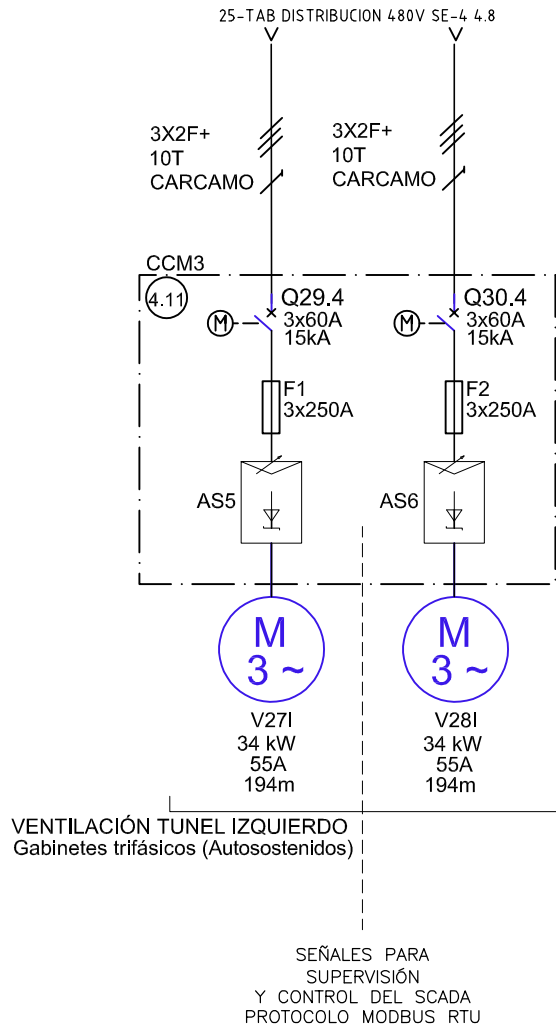 25-TAB DISTRIBUCION 480V SE-4 4.8
3X2F+
10T
CARCAMO
3X2F+
10T
CARCAMO
CCM3
4.11
M
Q29.4
3x60A
15kA
M
Q30.4
3x60A
15kA
F1
3x250A
F2
3x250A
AS5
AS6
M
3 ~
M
3 ~
V27I
34 kW
55A
194m
V28I
34 kW
55A
194m
VENTILACIÓN TUNEL IZQUIERDO
Gabinetes trifásicos (Autosostenidos)
SEÑALES PARA
SUPERVISIÓN
Y CONTROL DEL SCADA
PROTOCOLO MODBUS RTU